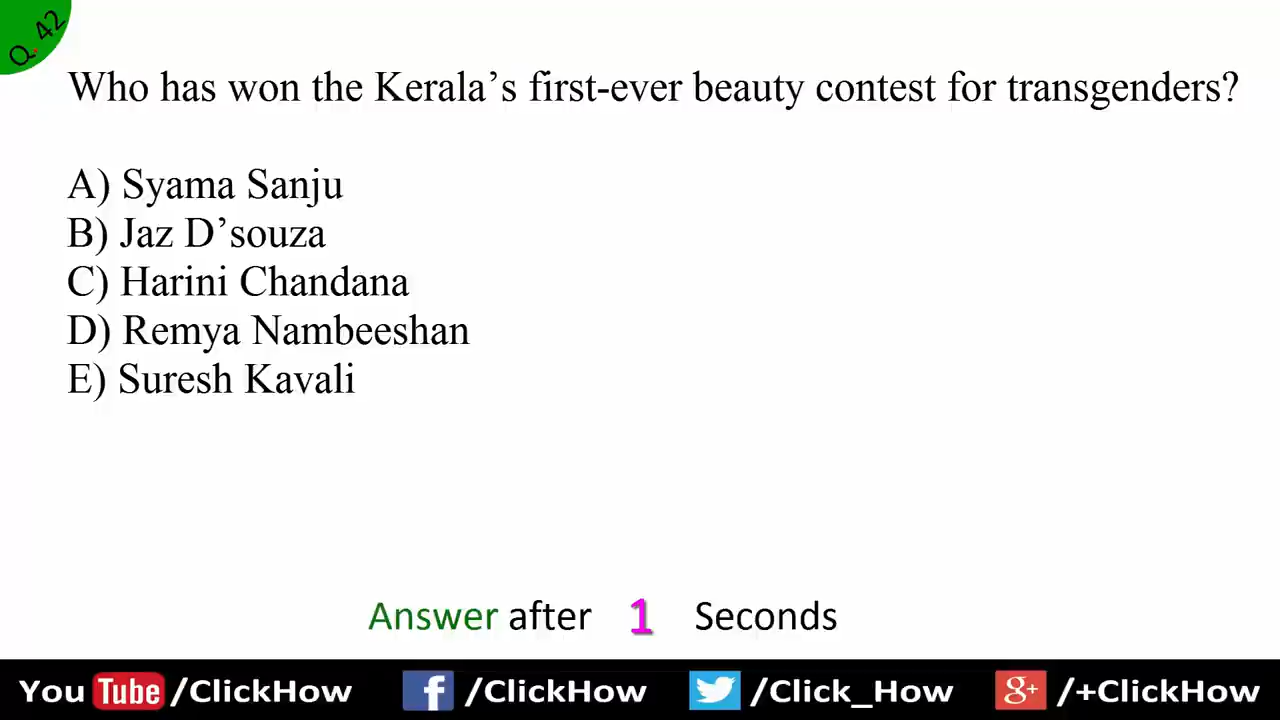 Q. 42
Who has won the Kerala’s first-ever beauty contest for transgenders?
A) Syama Sanju
B) Jaz D’souza
C) Harini Chandana
D) Remya Nambeeshan
E) Suresh Kavali
Answer after 1 Seconds
You Tube /ClickHow f /ClickHow /Click_How g+ /+ClickHow